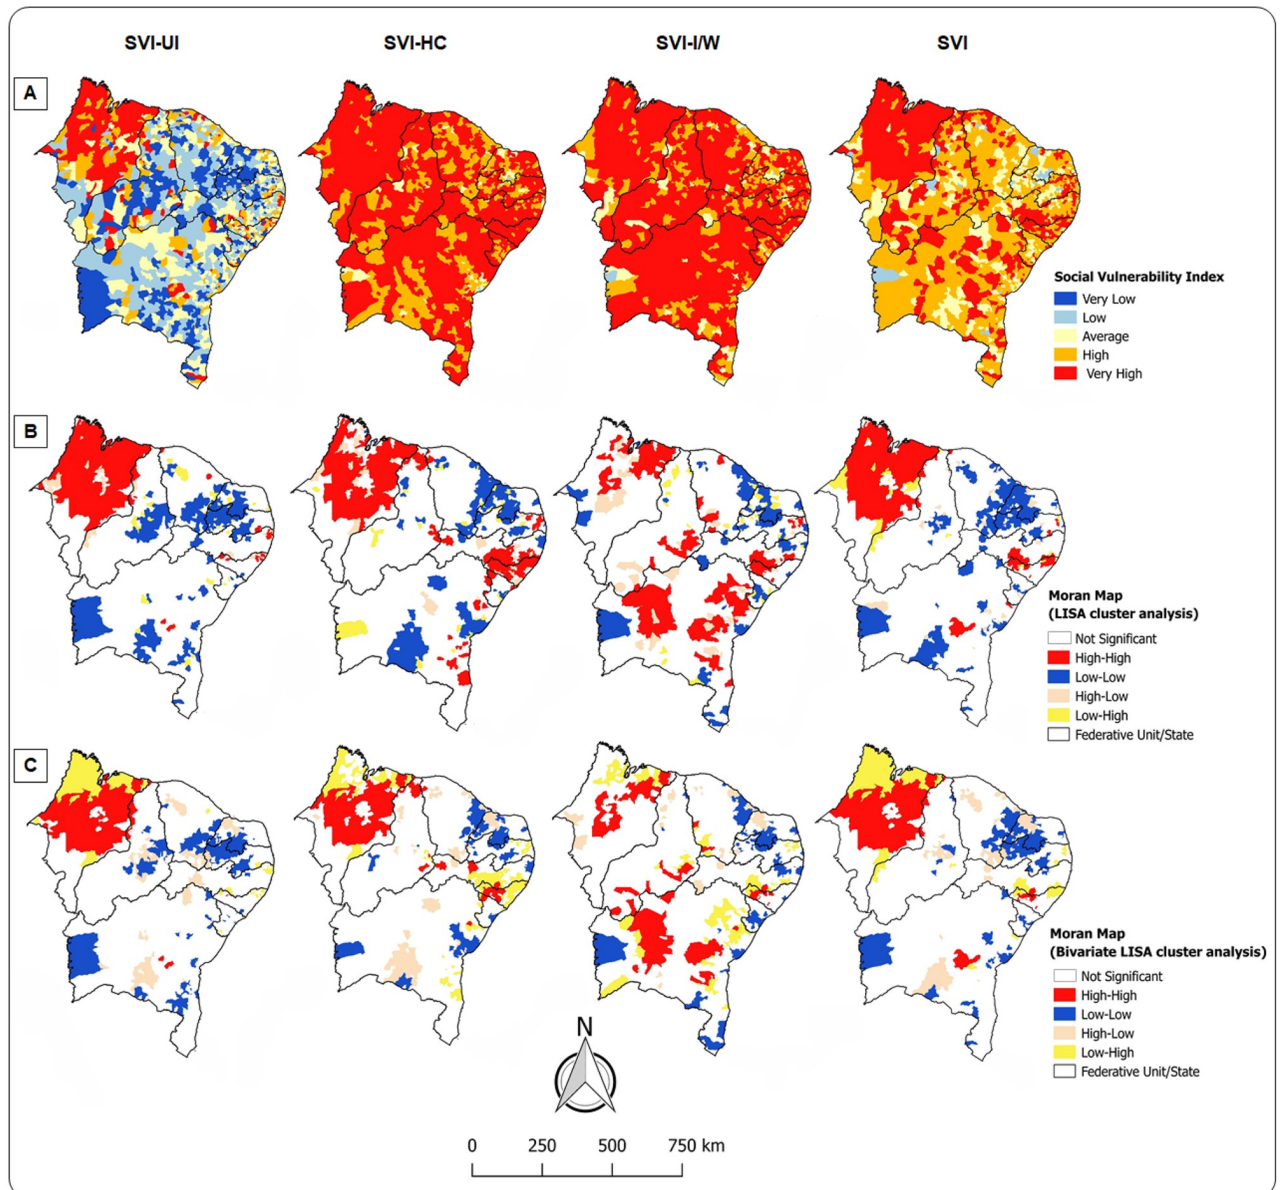 SVI-UI SVI-HC SVI-I/W SVI
A
Social Vulnerability Index
Very Low
Low
Average
High
Very High
B
Moran Map
(LISA cluster analysis)
Not Significant
High-High
Low-Low
High-Low
Low-High
Federative Unit/State
C
Moran Map
(Bivariate LISA cluster analysis)
Not Significant
High-High
Low-Low
High-Low
Low-High
Federative Unit/State
N
0 250 500 750 km